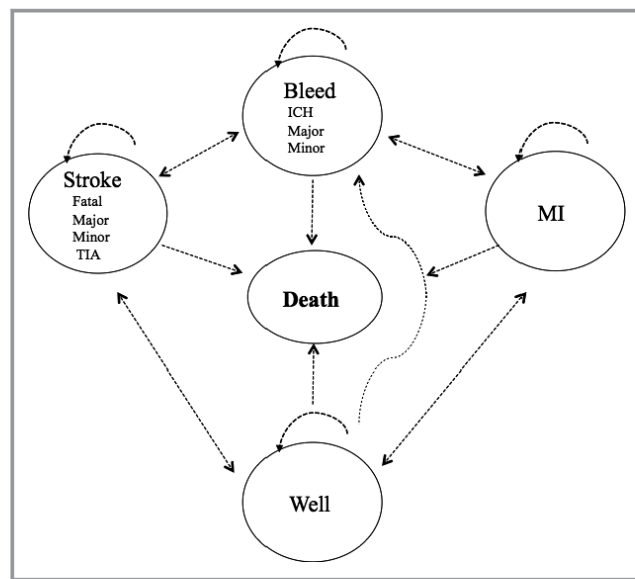 Bleed
ICH
Major
Minor
Stroke
Fatal
Major
Minor
TIA
MI
Death
Well